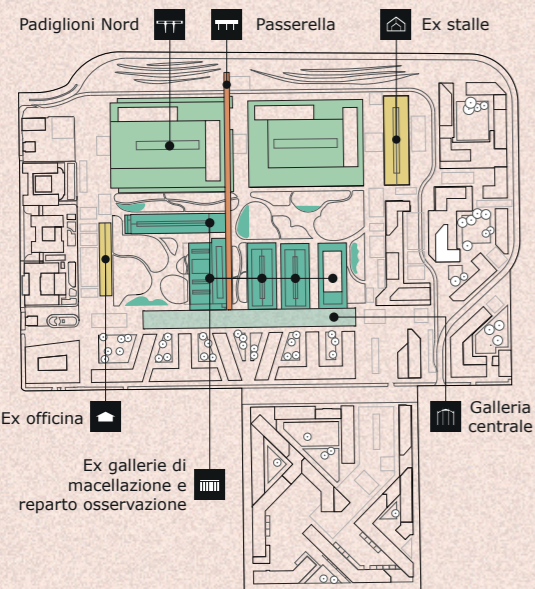 Padiglioni Nord
Passerella
Ex stalle
Ex officina
Galleria
centrale
Ex gallerie di
macellazione e
reparto osservazione